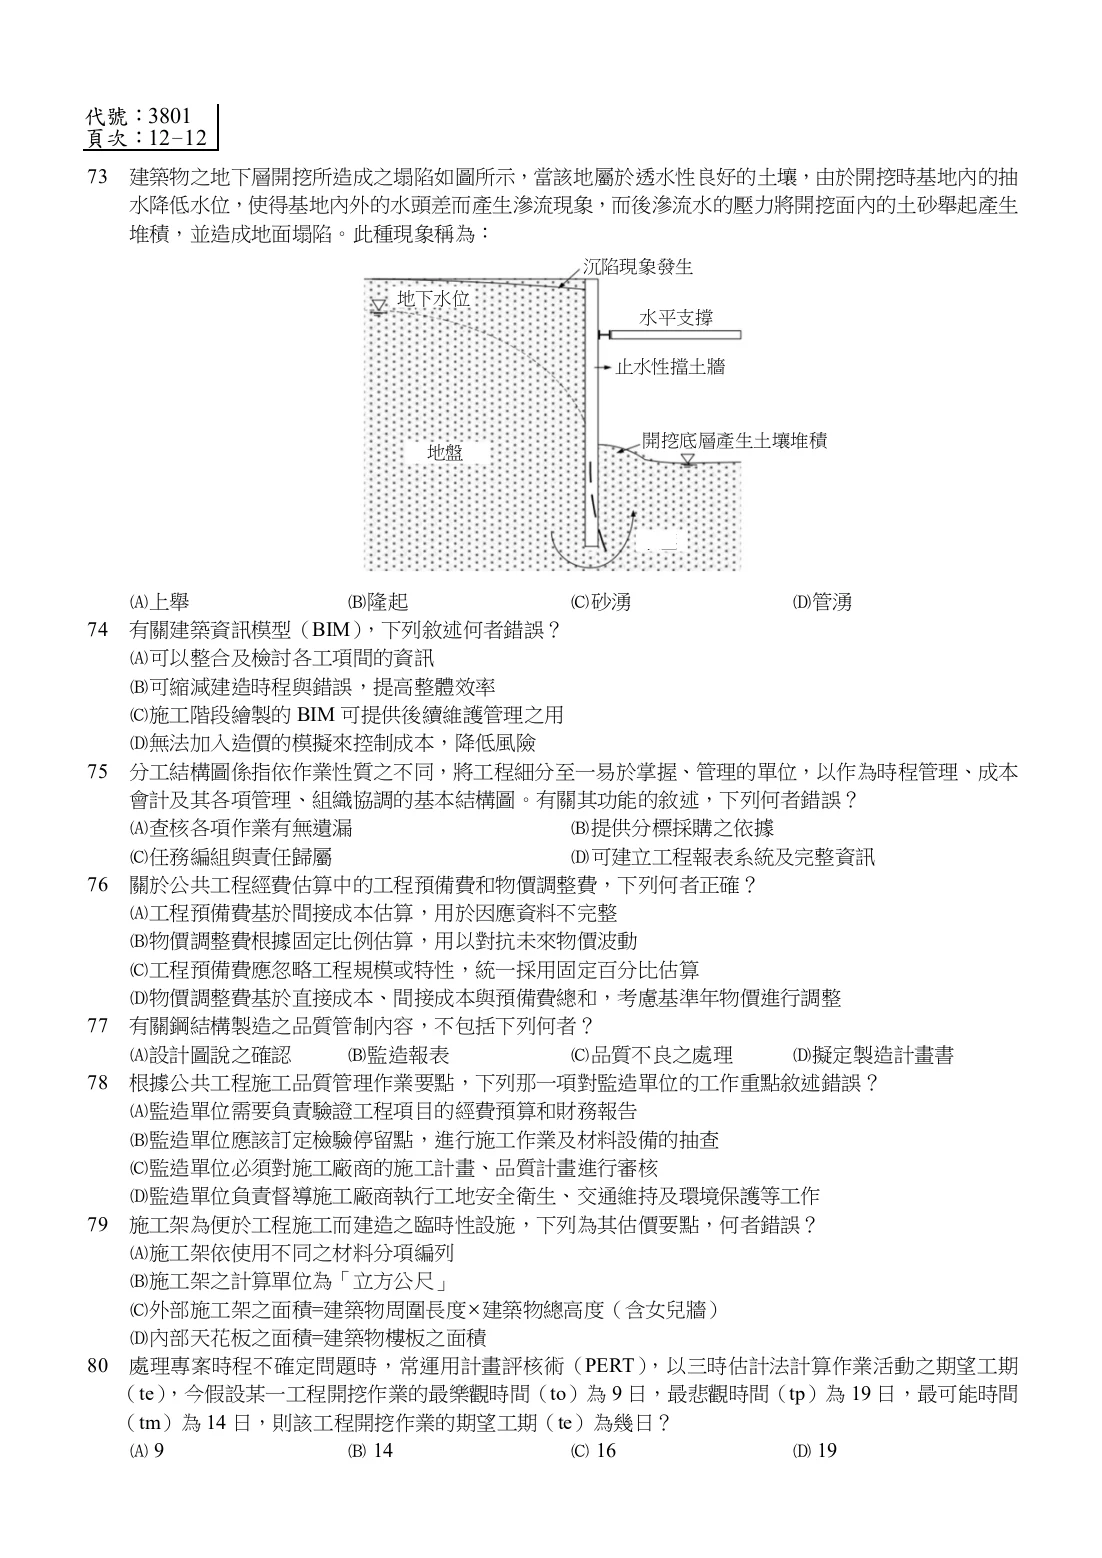 代號：3801
頁次：12－12
73 建築物之地下層開挖所造成之塌陷如圖所示，當該地屬於透水性良好的土壤，由於開挖時基地內的抽
水降低水位，使得基地內外的水頭差而產生滲流現象，而後滲流水的壓力將開挖面內的土砂舉起產生
堆積，並造成地面塌陷。此種現象稱為：
沉陷現象發生
地下水位
水平支撐
止水性擋土牆
開挖底層產生土壤堆積
地盤
(A)上舉 (B)隆起 (C)砂湧 (D)管湧
74 有關建築資訊模型（BIM），下列敘述何者錯誤？
(A)可以整合及檢討各工項間的資訊
(B)可縮減建造時程與錯誤，提高整體效率
(C)施工階段繪製的 BIM 可提供後續維護管理之用
(D)無法加入造價的模擬來控制成本，降低風險
75 分工結構圖係指依作業性質之不同，將工程細分至一易於掌握、管理的單位，以作為時程管理、成本
會計及其各項管理、組織協調的基本結構圖。有關其功能的敘述，下列何者錯誤？
(A)查核各項作業有無遺漏 (B)提供分標採購之依據
(C)任務編組與責任歸屬 (D)可建立工程報表系統及完整資訊
76 關於公共工程經費估算中的工程預備費和物價調整費，下列何者正確？
(A)工程預備費基於間接成本估算，用於因應資料不完整
(B)物價調整費根據固定比例估算，用以對抗未來物價波動
(C)工程預備費應忽略工程規模或特性，統一採用固定百分比估算
(D)物價調整費基於直接成本、間接成本與預備費總和，考慮基準年物價進行調整
77 有關鋼結構製造之品質管制內容，不包括下列何者？
(A)設計圖說之確認 (B)監造報表 (C)品質不良之處理 (D)擬定製造計畫書
78 根據公共工程施工品質管理作業要點，下列那一項對監造單位的工作重點敘述錯誤？
(A)監造單位需要負責驗證工程項目的經費預算和財務報告
(B)監造單位應該訂定檢驗停留點，進行施工作業及材料設備的抽查
(C)監造單位必須對施工廠商的施工計畫、品質計畫進行審核
(D)監造單位負責督導施工廠商執行工地安全衛生、交通維持及環境保護等工作
79 施工架為便於工程施工而建造之臨時性設施，下列為其估價要點，何者錯誤？
(A)施工架依使用不同之材料分項編列
(B)施工架之計算單位為「立方公尺」
(C)外部施工架之面積=建築物周圍長度×建築物總高度（含女兒牆）
(D)內部天花板之面積=建築物樓板之面積
80 處理專案時程不確定問題時，常運用計畫評核術（PERT），以三時估計法計算作業活動之期望工期
（te），今假設某一工程開挖作業的最樂觀時間（to）為 9 日，最悲觀時間（tp）為 19 日，最可能時間
（tm）為 14 日，則該工程開挖作業的期望工期（te）為幾日？
(A) 9 (B) 14 (C) 16 (D) 19